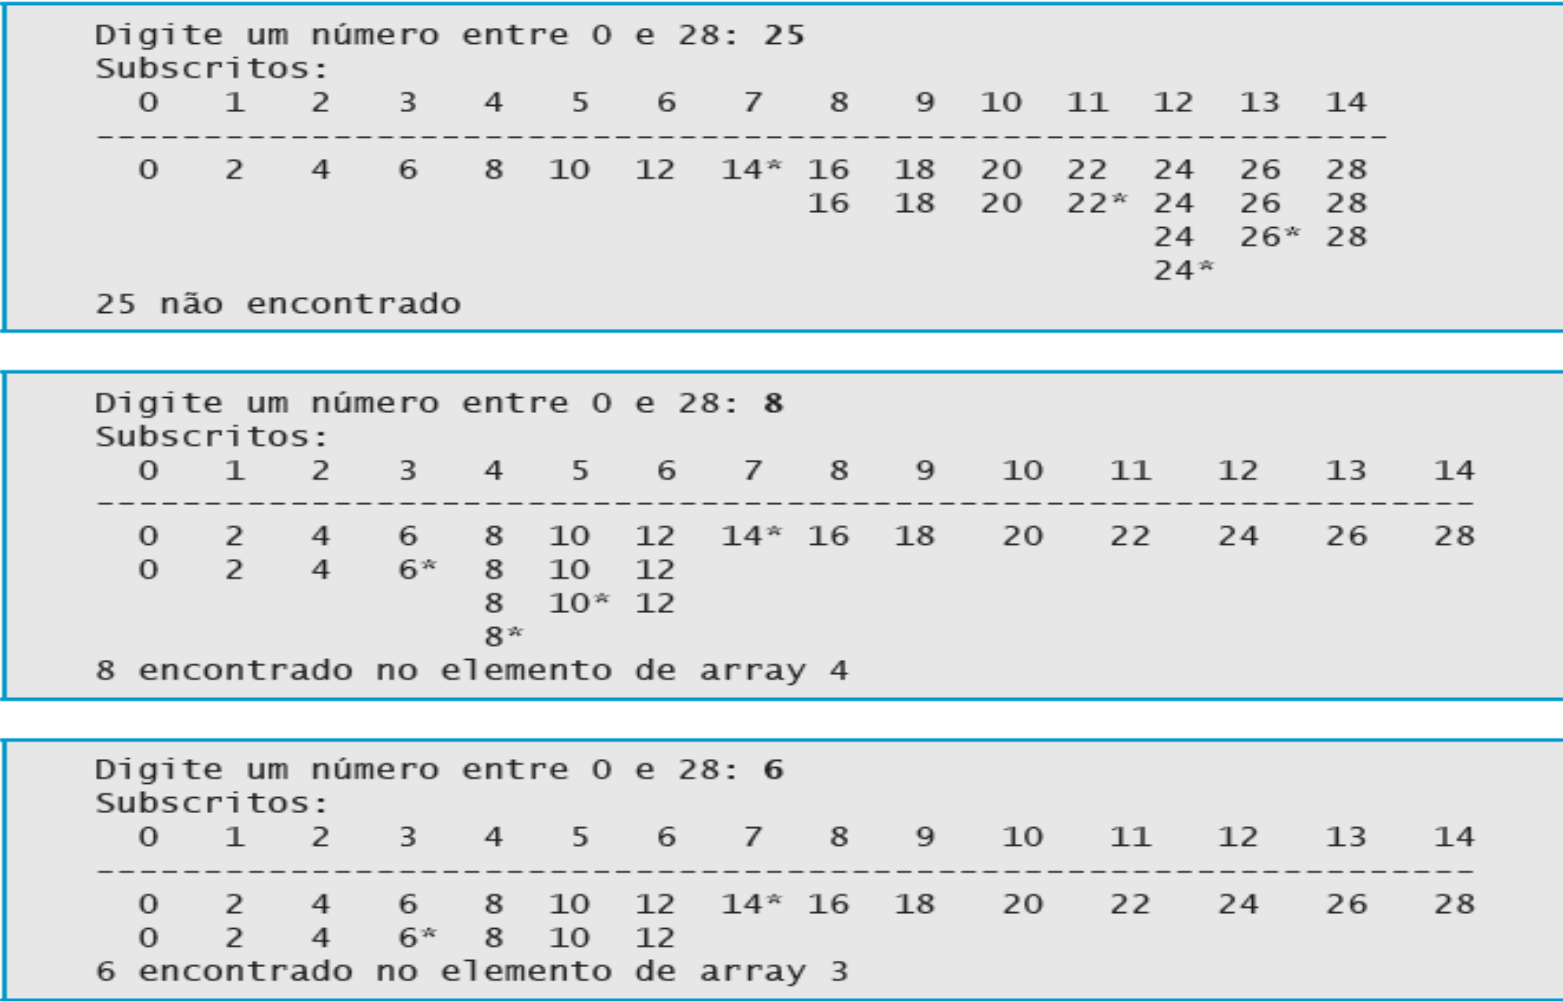 Digite um número entre 0 e 28: 25
Subscritos:
0 1 2 3 4 5 6 7 8 9 10 11 12 13 14
----------------------------------------------------------------
0 2 4 6 8 10 12 14* 16 18 20 22 24 26 28
16 18 20 22* 24 26 28
24 26* 28
24*
25 não encontrado
Digite um número entre 0 e 28: 8
Subscritos:
0 1 2 3 4 5 6 7 8 9 10 11 12 13 14
----------------------------------------------------------------
0 2 4 6 8 10 12 14* 16 18 20 22 24 26 28
0 2 4 6* 8 10 12
8 10* 12
8*
8 encontrado no elemento de array 4
Digite um número entre 0 e 28: 6
Subscritos:
0 1 2 3 4 5 6 7 8 9 10 11 12 13 14
----------------------------------------------------------------
0 2 4 6 8 10 12 14* 16 18 20 22 24 26 28
0 2 4 6* 8 10 12
6 encontrado no elemento de array 3